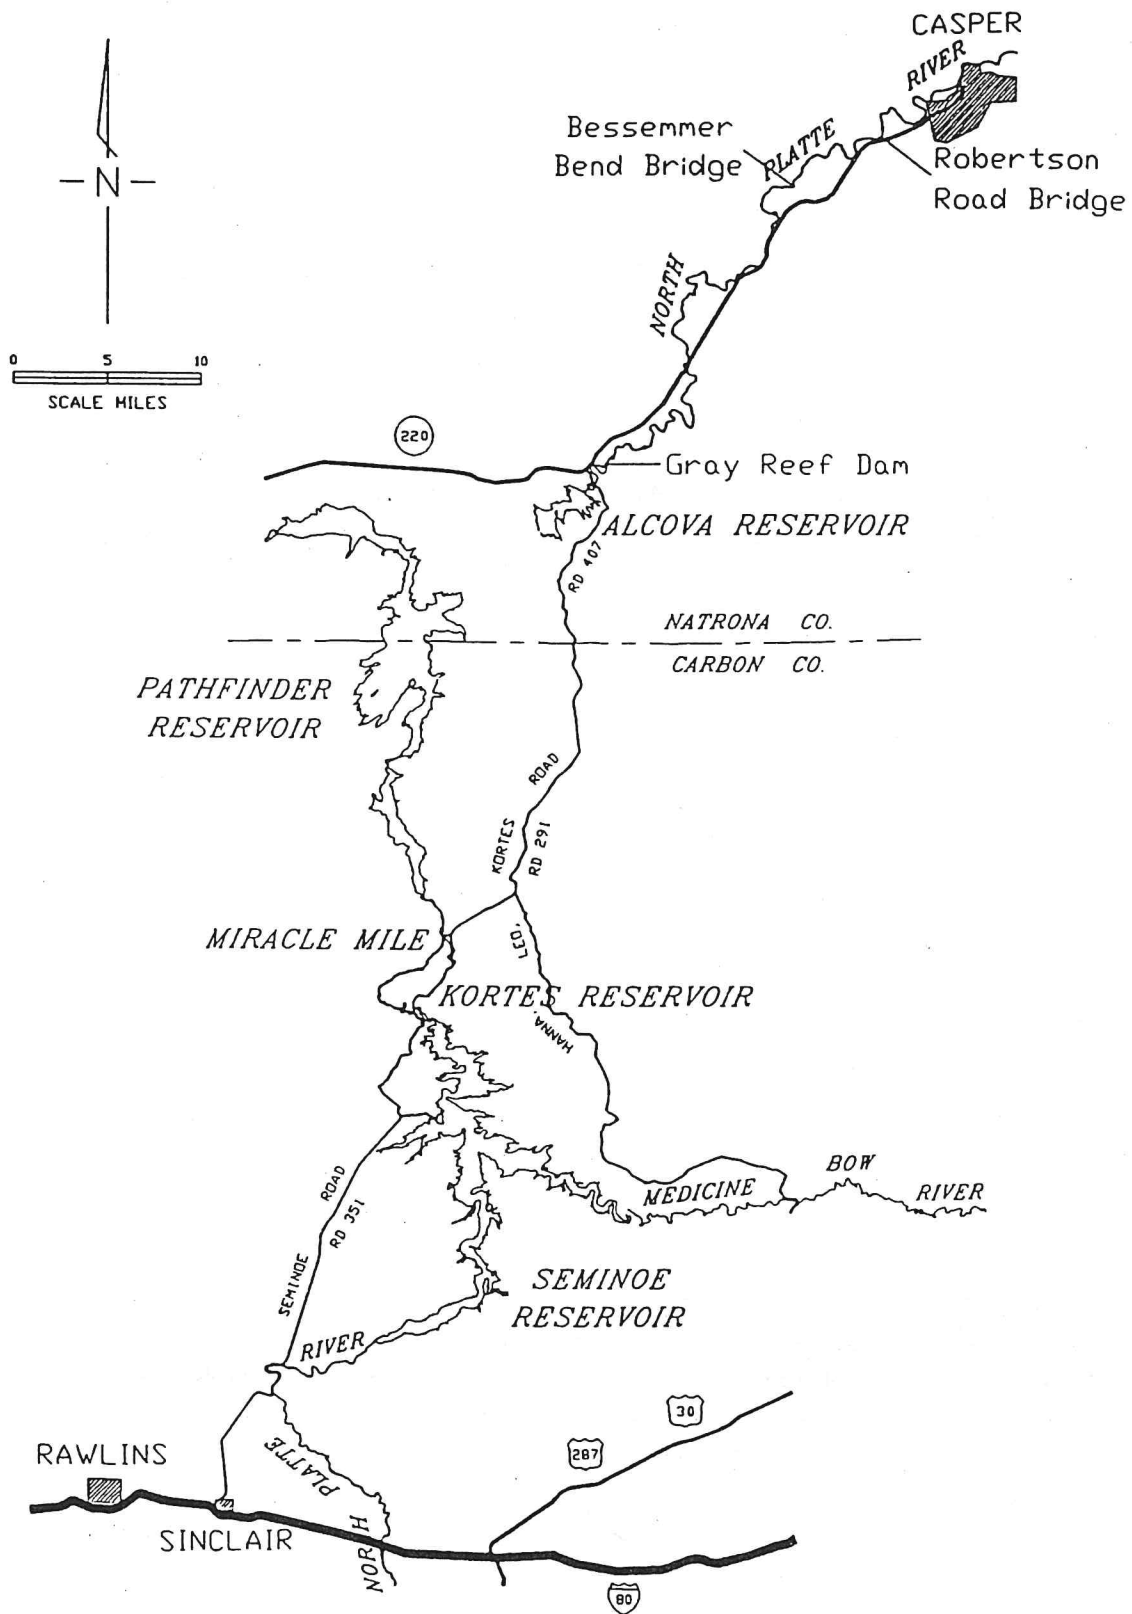 CASPER
RIVER
Bessemmer
Bend Bridge
PLATTE
Robertson
Road Bridge
N
NORTH
0 5 10
SCALE MILES
220
Gray Reef Dam
ALCOVA RESERVOIR
RD 407
NATRONA CO.
CARBON CO.
PATHFINDER
RESERVOIR
KORTES ROAD
RD 291
MIRACLE MILE
LEO,
KORTES RESERVOIR
HANNA,
MEDICINE BOW RIVER
SEMINOE ROAD
RD 351
SEMINOE
RESERVOIR
RIVER
30
287
RAWLINS
PLATTE
SINCLAIR
NORTH
80